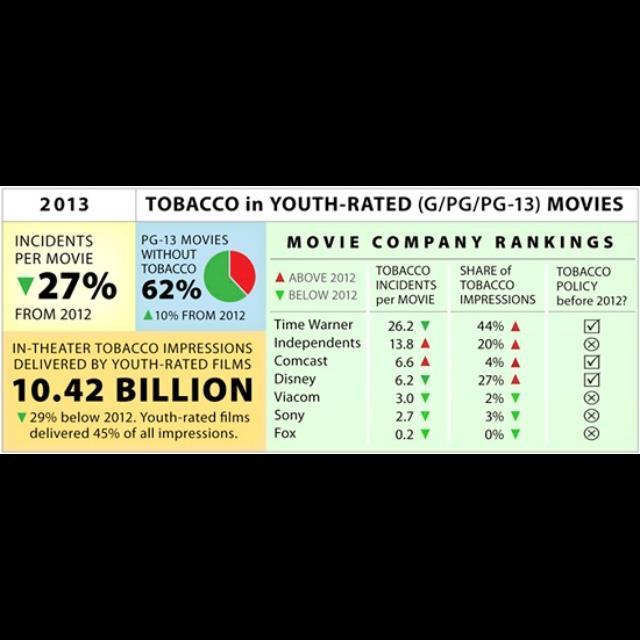 2013
TOBACCO in YOUTH-RATED (G/PG/PG-13) MOVIES
INCIDENTS
PER MOVIE
▼27%
FROM 2012
PG-13 MOVIES
WITHOUT
TOBACCO
62%
▲10% FROM 2012
IN-THEATER TOBACCO IMPRESSIONS
DELIVERED BY YOUTH-RATED FILMS
10.42 BILLION
▼29% below 2012. Youth-rated films
delivered 45% of all impressions.
MOVIE COMPANY RANKINGS
▲ ABOVE 2012
▼ BELOW 2012
TOBACCO
INCIDENTS
per MOVIE
SHARE of
TOBACCO
IMPRESSIONS
TOBACCO
POLICY
before 2012?
Time Warner 26.2 ▼ 44% ▲ ☑
Independents 13.8 ▲ 20% ▲ ⊗
Comcast 6.6 ▲ 4% ▲ ☑
Disney 6.2 ▼ 27% ▲ ☑
Viacom 3.0 ▼ 2% ▼ ⊗
Sony 2.7 ▼ 3% ▼ ⊗
Fox 0.2 ▼ 0% ▼ ⊗